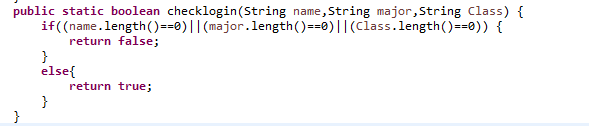 public static boolean checklogin(String name,String major,String Class) {
if((name.length()==0)||(major.length()==0)||(Class.length()==0)) {
return false;
}
else{
return true;
}
}